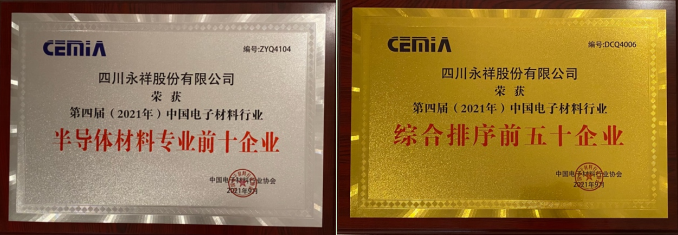 CEMIA
编号:ZYQ4104
四川永祥股份有限公司
荣 获
第四届（2021年）中国电子材料行业
半导体材料专业前十企业
中国电子材料行业协会
2021年9月
CEMIA
编号:DCQ4006
四川永祥股份有限公司
荣 获
第四届（2021年）中国电子材料行业
综合排序前五十企业
中国电子材料行业协会
2021年9月